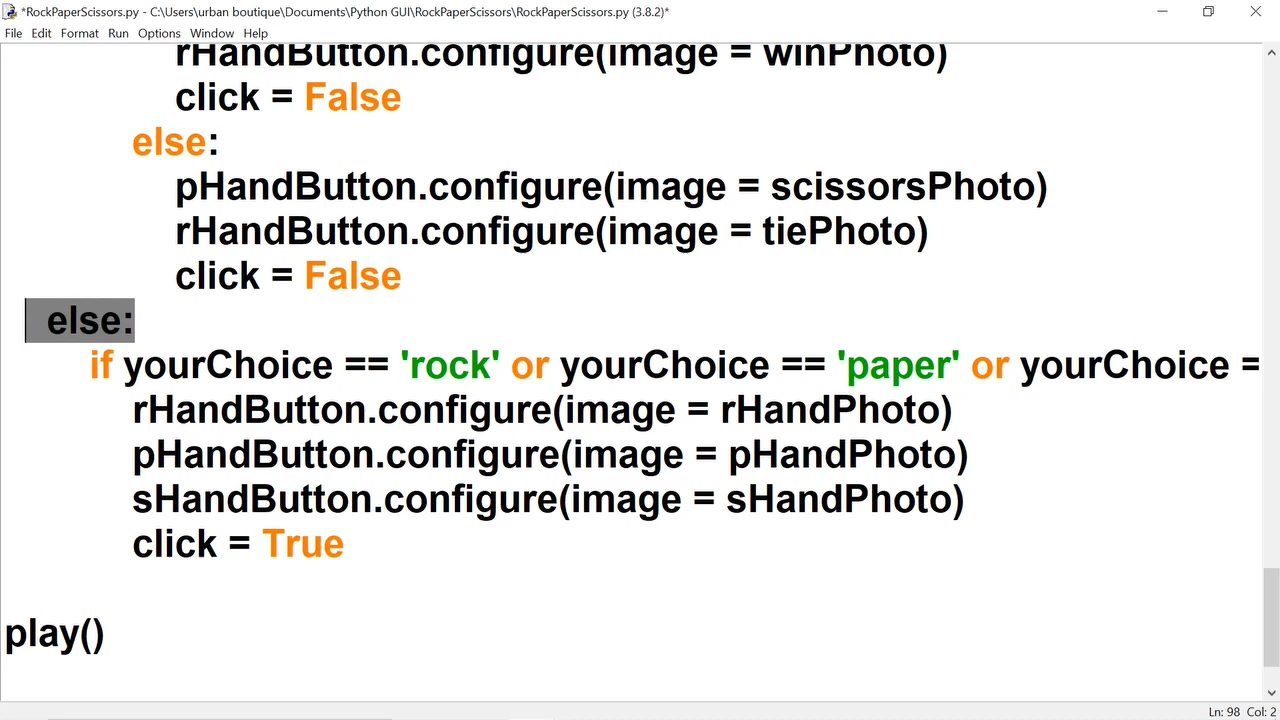 *RockPaperScissors.py - C:\Users\urban boutique\Documents\Python GUI\RockPaperScissors\RockPaperScissors.py (3.8.2)*
File Edit Format Run Options Window Help
rHandButton.configure(image = winPhoto)
click = False
else:
pHandButton.configure(image = scissorsPhoto)
rHandButton.configure(image = tiePhoto)
click = False
else:
if yourChoice == 'rock' or yourChoice == 'paper' or yourChoice =
rHandButton.configure(image = rHandPhoto)
pHandButton.configure(image = pHandPhoto)
sHandButton.configure(image = sHandPhoto)
click = True
play()
Ln: 98 Col: 2